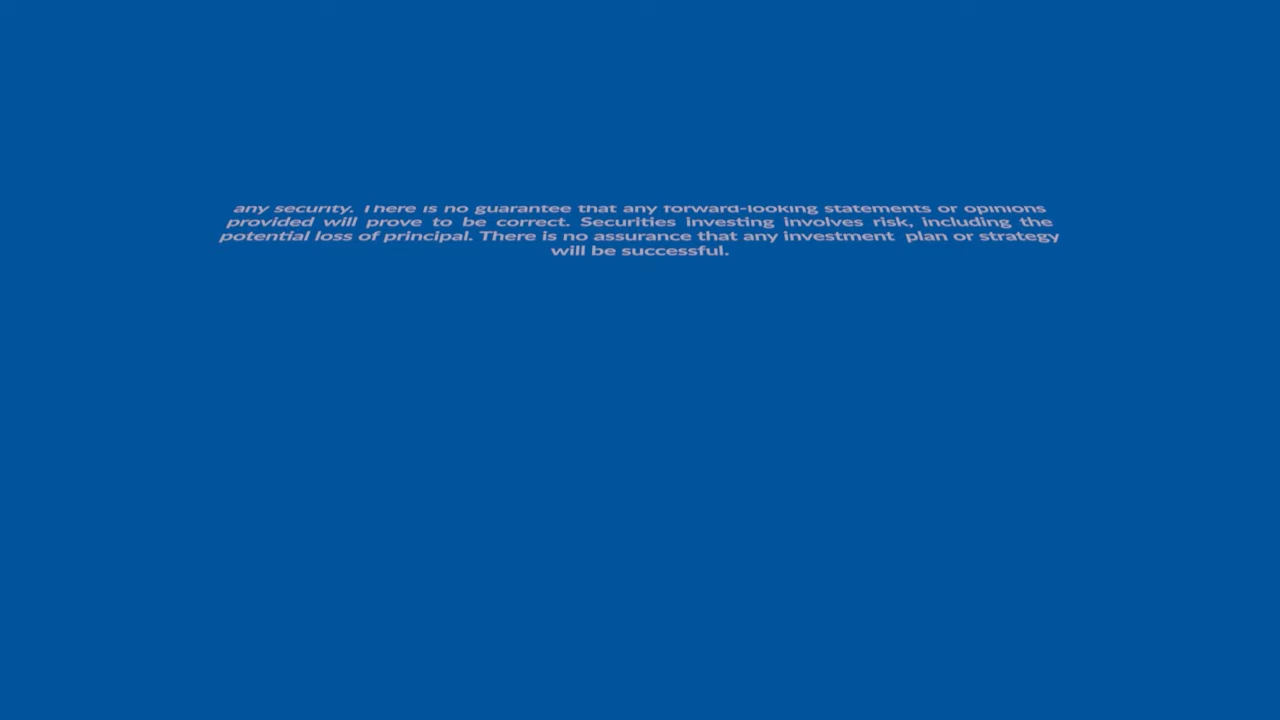 any security. There is no guarantee that any forward-looking statements or opinions
provided will prove to be correct. Securities investing involves risk, including the
potential loss of principal. There is no assurance that any investment plan or strategy
will be successful.